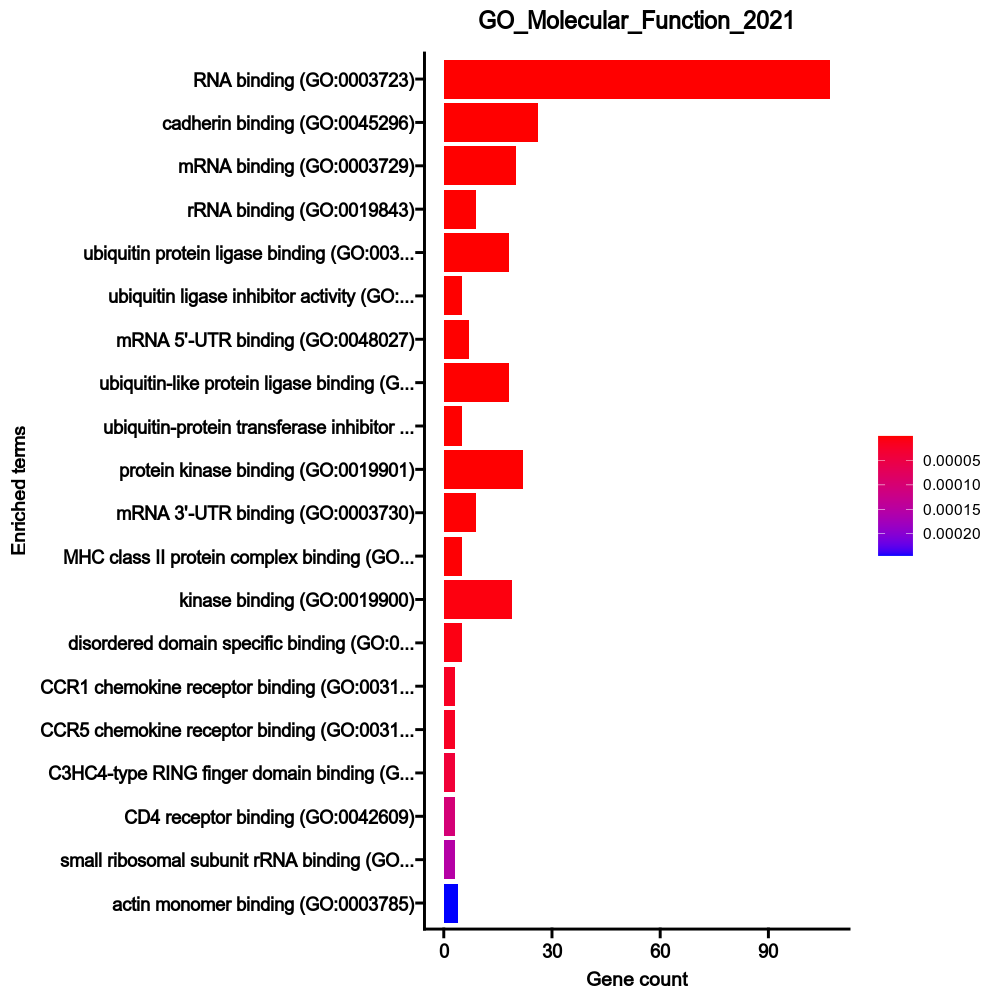 GO_Molecular_Function_2021
RNA binding (GO:0003723)
cadherin binding (GO:0045296)
mRNA binding (GO:0003729)
rRNA binding (GO:0019843)
ubiquitin protein ligase binding (GO:003...
ubiquitin ligase inhibitor activity (GO:...
mRNA 5'-UTR binding (GO:0048027)
ubiquitin-like protein ligase binding (G...
ubiquitin-protein transferase inhibitor ...
protein kinase binding (GO:0019901)
mRNA 3'-UTR binding (GO:0003730)
MHC class II protein complex binding (GO...
kinase binding (GO:0019900)
disordered domain specific binding (GO:0...
CCR1 chemokine receptor binding (GO:0031...
CCR5 chemokine receptor binding (GO:0031...
C3HC4-type RING finger domain binding (G...
CD4 receptor binding (GO:0042609)
small ribosomal subunit rRNA binding (GO...
actin monomer binding (GO:0003785)
Enriched terms
0 30 60 90
Gene count
0.00005
0.00010
0.00015
0.00020